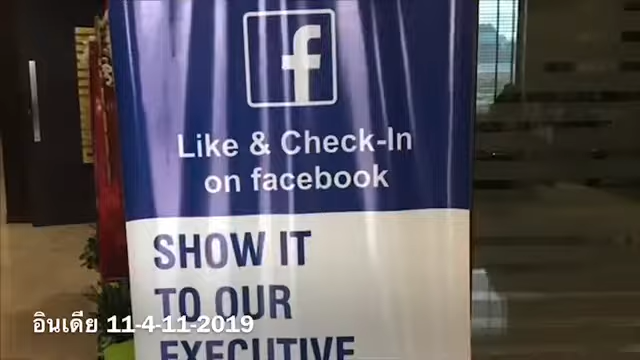 f
Like & Check-In
on facebook
SHOW IT
TO OUR
EXECUTIVE
อินเดีย 11-4-11-2019